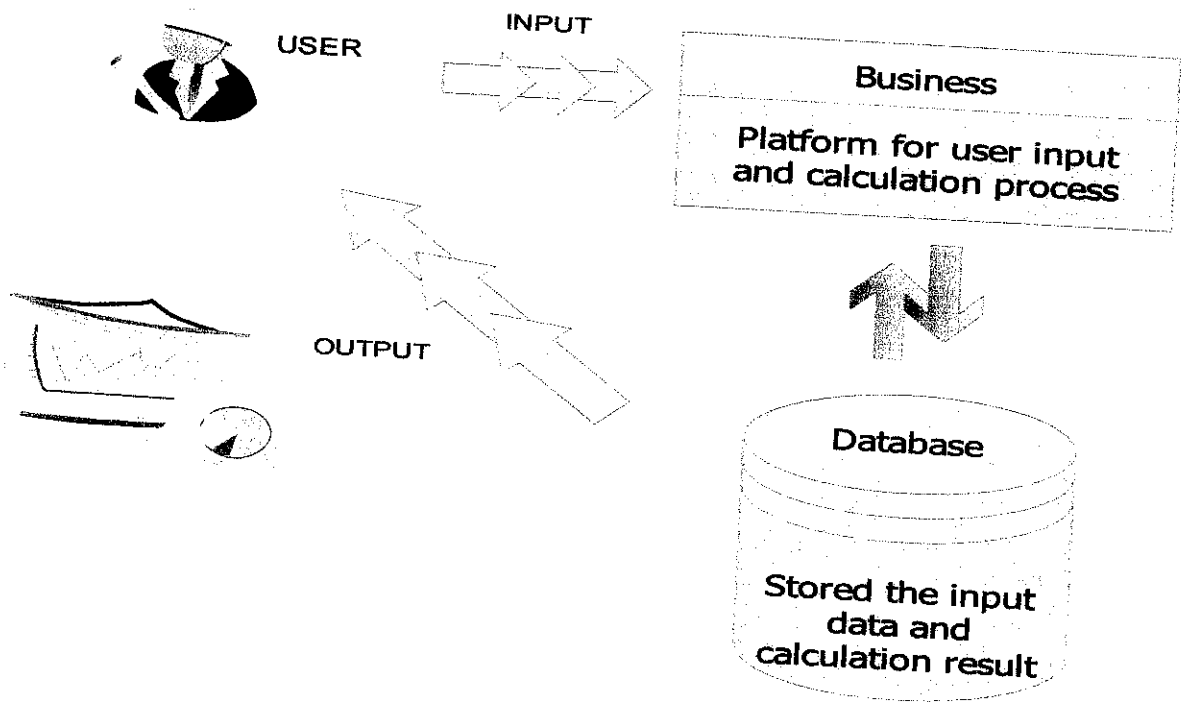 USER
INPUT
Business
Platform for user input
and calculation process
OUTPUT
Database
Stored the input
data and
calculation result